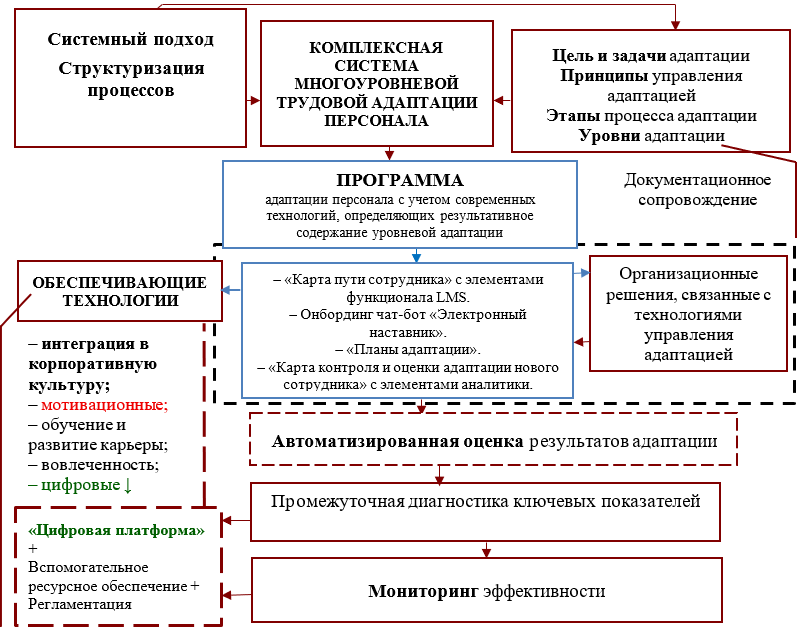 Системный подход
Структуризация
процессов
КОМПЛЕКСНАЯ
СИСТЕМА
МНОГОУРОВНЕВОЙ
ТРУДОВОЙ АДАПТАЦИИ
ПЕРСОНАЛА
Цель и задачи адаптации
Принципы управления
адаптацией
Этапы процесса адаптации
Уровни адаптации
ПРОГРАММА
адаптации персонала с учетом современных
технологий, определяющих результативное
содержание уровневой адаптации
Документационное
сопровождение
ОБЕСПЕЧИВАЮЩИЕ
ТЕХНОЛОГИИ
– «Карта пути сотрудника» с элементами
функционала LMS.
– Онбординг чат-бот «Электронный
наставник».
– «Планы адаптации».
– «Карта контроля и оценки адаптации нового
сотрудника» с элементами аналитики.
Организационные
решения, связанные с
технологиями
управления
адаптацией
– интеграция в
корпоративную
культуру;
– мотивационные;
– обучение и
развитие карьеры;
– вовлеченность;
– цифровые ↓
Автоматизированная оценка результатов адаптации
Промежуточная диагностика ключевых показателей
«Цифровая платформа»
+
Вспомогательное
ресурсное обеспечение +
Регламентация
Мониторинг эффективности